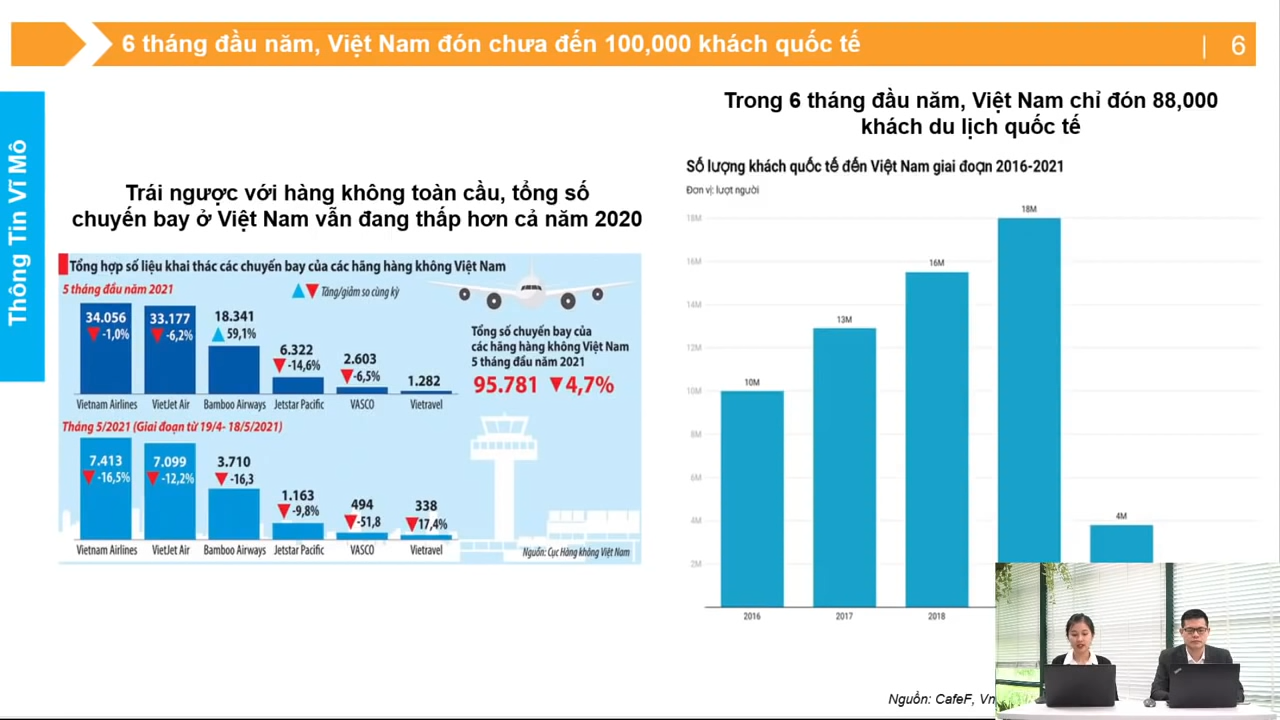 6 tháng đầu năm, Việt Nam đón chưa đến 100,000 khách quốc tế
| 6
Thông Tin Vĩ Mô
Trái ngược với hàng không toàn cầu, tổng số
chuyến bay ở Việt Nam vẫn đang thấp hơn cả năm 2020
Tổng hợp số liệu khai thác các chuyến bay của các hãng hàng không Việt Nam
5 tháng đầu năm 2021
Tăng/giảm so cùng kỳ
34.056
-1,0%
33.177
-6,2%
18.341
59,1%
6.322
-14,6%
2.603
-6,5%
1.282
Vietnam Airlines
VietJet Air
Bamboo Airways
Jetstar Pacific
VASCO
Vietravel
Tổng số chuyến bay của
các hãng hàng không Việt Nam
5 tháng đầu năm 2021
95.781 4,7%
Tháng 5/2021 (Giai đoạn từ 19/4- 18/5/2021)
7.413
-16,5%
7.099
-12,2%
3.710
-16,3
1.163
-9,8%
494
-51,8
338
17,4%
Vietnam Airlines
VietJet Air
Bamboo Airways
Jetstar Pacific
VASCO
Vietravel
Nguồn: Cục Hàng không Việt Nam
Trong 6 tháng đầu năm, Việt Nam chỉ đón 88,000
khách du lịch quốc tế
Số lượng khách quốc tế đến Việt Nam giai đoạn 2016-2021
Đơn vị: lượt người
18M
16M
14M
12M
10M
8M
6M
4M
2M
10M
13M
16M
18M
4M
2016
2017
2018
Nguồn: CafeF, Vn